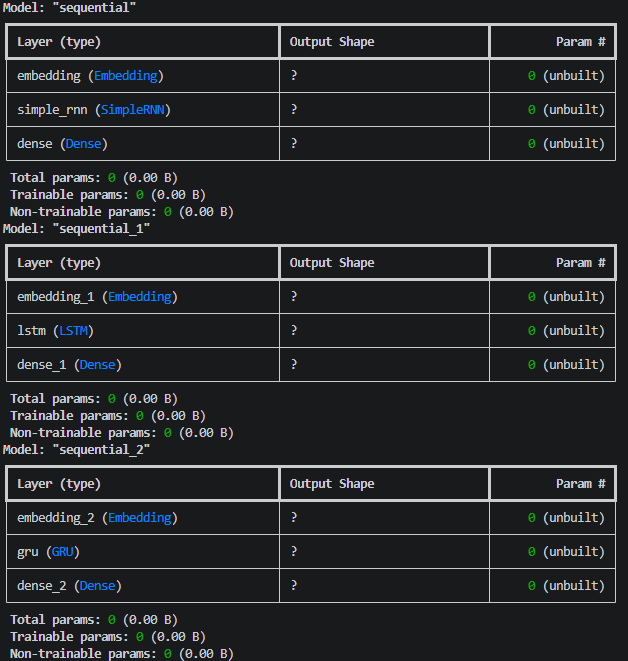 Model: "sequential"
Layer (type) Output Shape Param #
embedding (Embedding) ? 0 (unbuilt)
simple_rnn (SimpleRNN) ? 0 (unbuilt)
dense (Dense) ? 0 (unbuilt)
Total params: 0 (0.00 B)
Trainable params: 0 (0.00 B)
Non-trainable params: 0 (0.00 B)
Model: "sequential_1"
Layer (type) Output Shape Param #
embedding_1 (Embedding) ? 0 (unbuilt)
lstm (LSTM) ? 0 (unbuilt)
dense_1 (Dense) ? 0 (unbuilt)
Total params: 0 (0.00 B)
Trainable params: 0 (0.00 B)
Non-trainable params: 0 (0.00 B)
Model: "sequential_2"
Layer (type) Output Shape Param #
embedding_2 (Embedding) ? 0 (unbuilt)
gru (GRU) ? 0 (unbuilt)
dense_2 (Dense) ? 0 (unbuilt)
Total params: 0 (0.00 B)
Trainable params: 0 (0.00 B)
Non-trainable params: 0 (0.00 B)